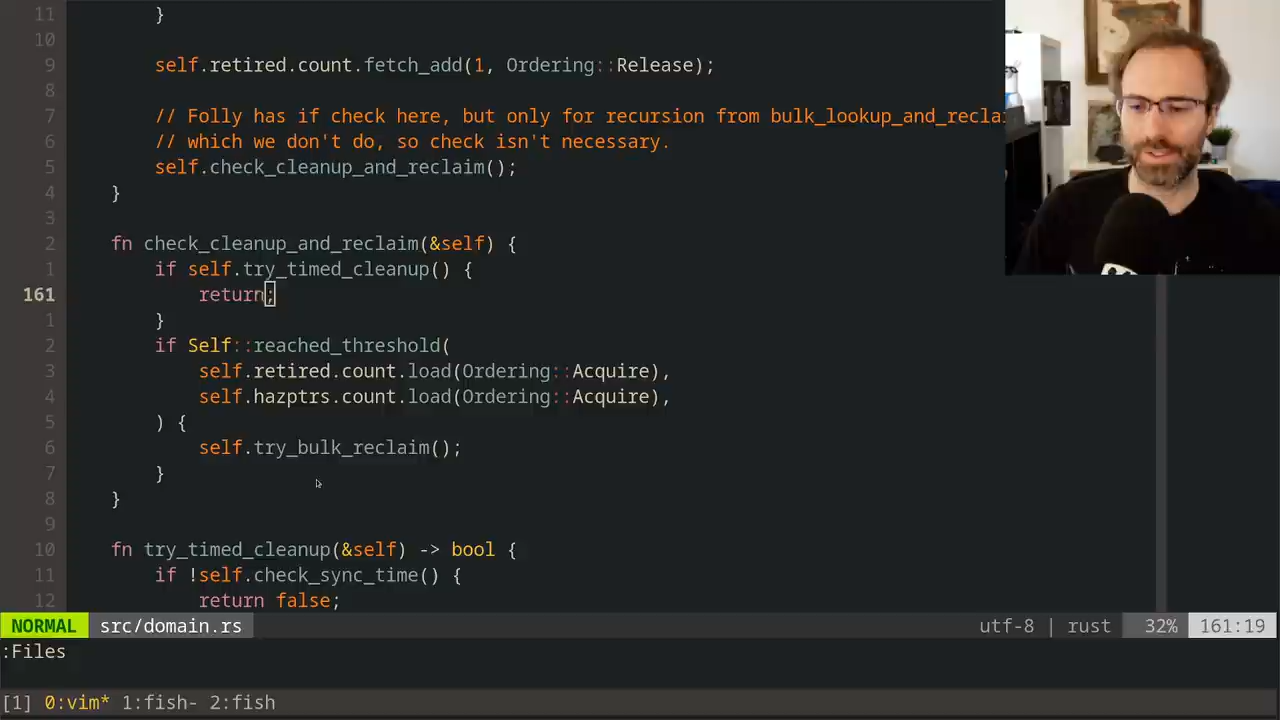 11 }
10
9 self.retired.count.fetch_add(1, Ordering::Release);
8
7 // Folly has if check here, but only for recursion from bulk_lookup_and_reclai
6 // which we don't do, so check isn't necessary.
5 self.check_cleanup_and_reclaim();
4 }
3
2 fn check_cleanup_and_reclaim(&self) {
1 if self.try_timed_cleanup() {
161 return;
1 }
2 if Self::reached_threshold(
3 self.retired.count.load(Ordering::Acquire),
4 self.hazptrs.count.load(Ordering::Acquire),
5 ) {
6 self.try_bulk_reclaim();
7 }
8 }
9
10 fn try_timed_cleanup(&self) -> bool {
11 if !self.check_sync_time() {
12 return false;
NORMAL src/domain.rs utf-8 | rust 32% 161:19
:Files
[1] 0:vim* 1:fish- 2:fish